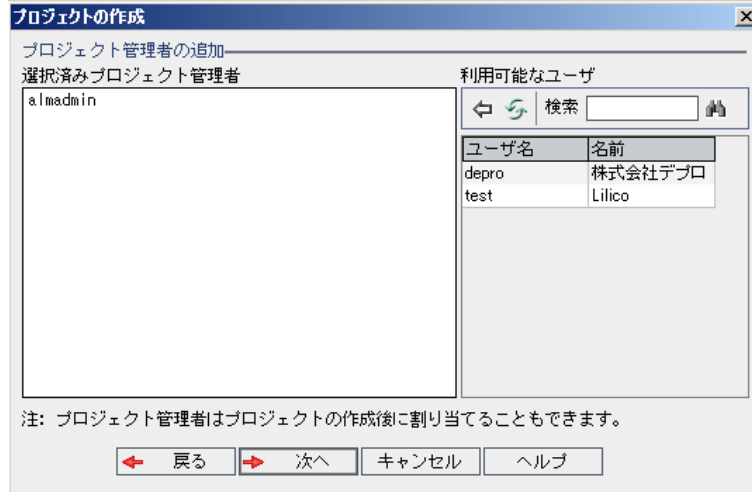 プロジェクトの作成
プロジェクト管理者の追加
選択済みプロジェクト管理者
almadmin
利用可能なユーザ
検索
ユーザ名 名前
depro 株式会社デプロ
test Lilico
注: プロジェクト管理者はプロジェクトの作成後に割り当てることもできます。
戻る 次へ キャンセル ヘルプ